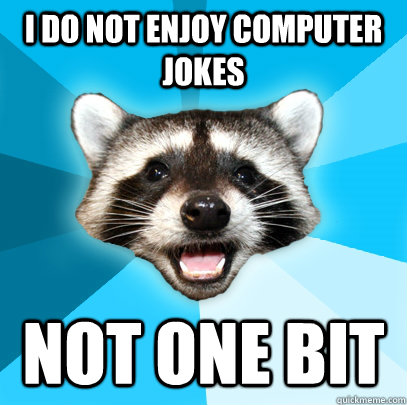 I DO NOT ENJOY COMPUTER
JOKES
NOT ONE BIT
quickmeme.com